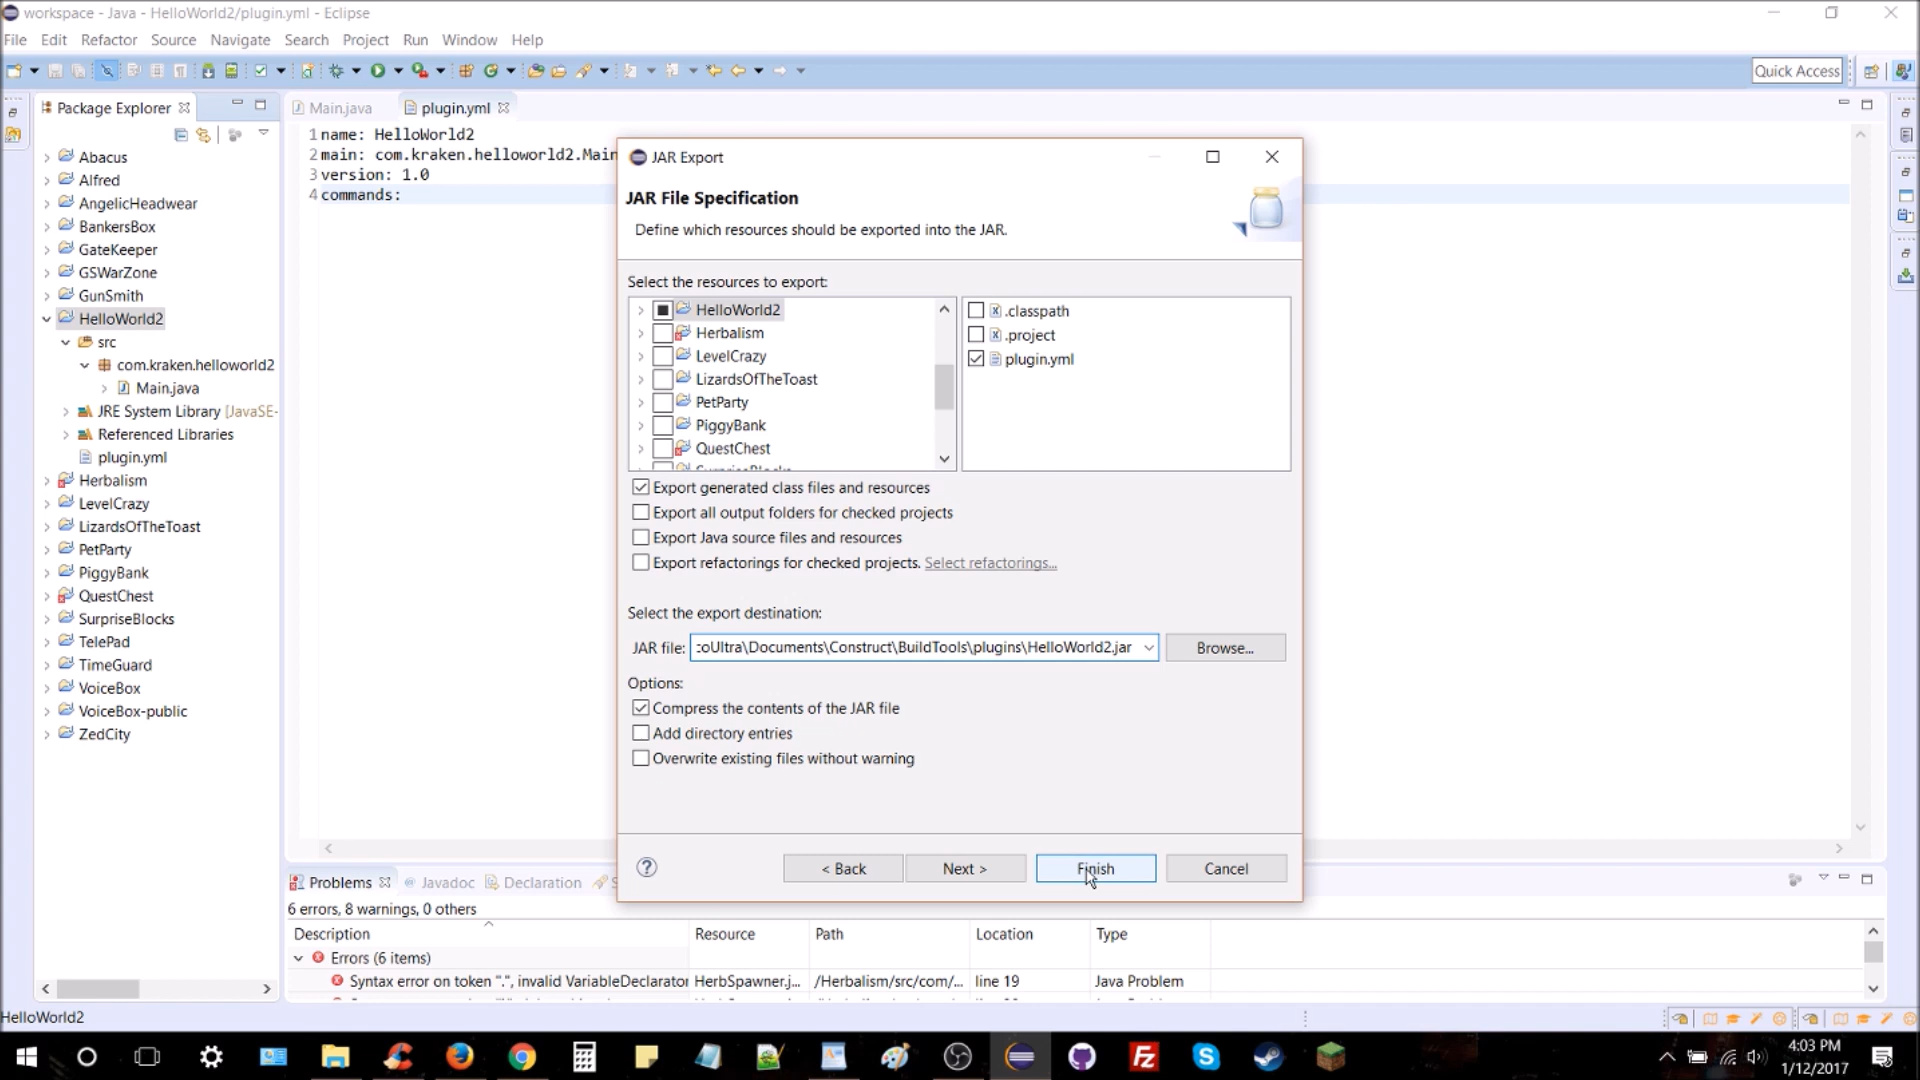 workspace - Java - HelloWorld2/plugin.yml - Eclipse
File Edit Refactor Source Navigate Search Project Run Window Help
Quick Access
Package Explorer
Abacus
Alfred
AngelicHeadwear
BankersBox
GateKeeper
GSWarZone
GunSmith
HelloWorld2
src
com.kraken.helloworld2
Main.java
JRE System Library [JavaSE-
Referenced Libraries
plugin.yml
Herbalism
LevelCrazy
LizardsOfTheToast
PetParty
PiggyBank
QuestChest
SurpriseBlocks
TelePad
TimeGuard
VoiceBox
VoiceBox-public
ZedCity
Main.java plugin.yml
1 name: HelloWorld2
2 main: com.kraken.helloworld2.Main
3 version: 1.0
4 commands:
JAR Export
JAR File Specification
Define which resources should be exported into the JAR.
Select the resources to export:
HelloWorld2
Herbalism
LevelCrazy
LizardsOfTheToast
PetParty
PiggyBank
QuestChest
SurpriseBlocks
.classpath
.project
plugin.yml
Export generated class files and resources
Export all output folders for checked projects
Export Java source files and resources
Export refactorings for checked projects. Select refactorings...
Select the export destination:
JAR file: :oUltra\Documents\Construct\BuildTools\plugins\HelloWorld2.jar Browse...
Options:
Compress the contents of the JAR file
Add directory entries
Overwrite existing files without warning
< Back Next > Finish Cancel
Problems Javadoc Declaration
6 errors, 8 warnings, 0 others
Description Resource Path Location Type
Errors (6 items)
Syntax error on token ".", invalid VariableDeclarator HerbSpawner.j... /Herbalism/src/com/... line 19 Java Problem
HelloWorld2
4:03 PM
1/12/2017